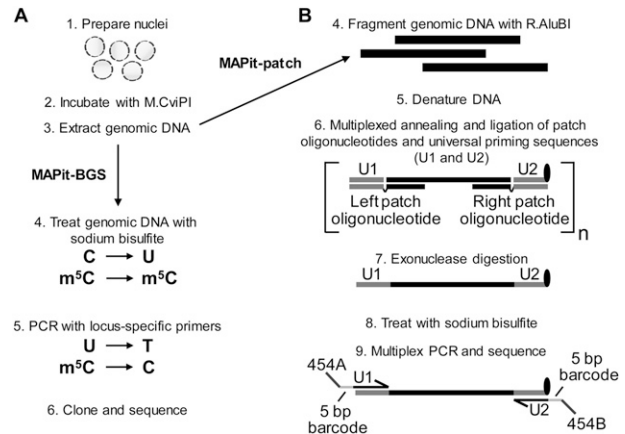 A
1. Prepare nuclei
2. Incubate with M.CviPI
3. Extract genomic DNA
MAPit-patch
MAPit-BGS
4. Treat genomic DNA with
sodium bisulfite
C → U
m⁵C → m⁵C
5. PCR with locus-specific primers
U → T
m⁵C → C
6. Clone and sequence
B
4. Fragment genomic DNA with R.AluBI
5. Denature DNA
6. Multiplexed annealing and ligation of patch
oligonucleotides and universal priming sequences
(U1 and U2)
U1 U2
Left patch
oligonucleotide
Right patch
oligonucleotide
n
7. Exonuclease digestion
U1 U2
8. Treat with sodium bisulfite
9. Multiplex PCR and sequence
454A
U1
5 bp
barcode
5 bp
barcode
U2
454B